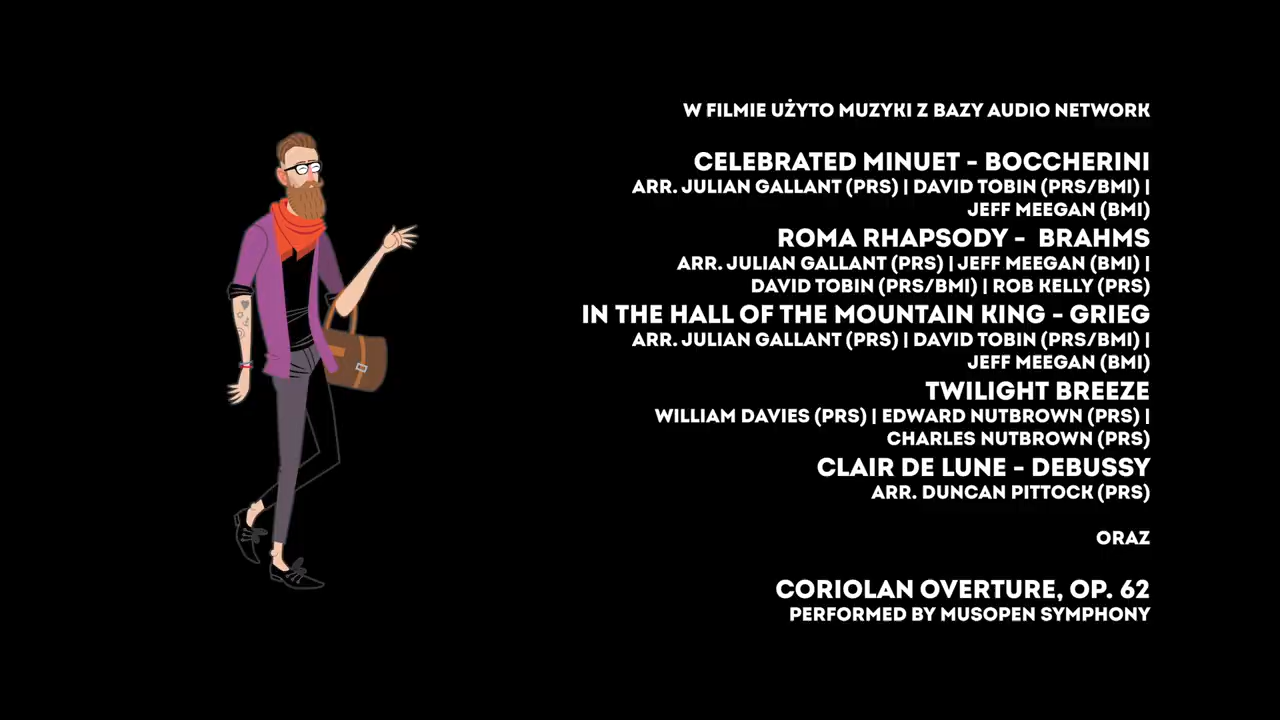 W FILMIE UŻYTO MUZYKI Z BAZY AUDIO NETWORK
CELEBRATED MINUET - BOCCHERINI
ARR. JULIAN GALLANT (PRS) | DAVID TOBIN (PRS/BMI) |
JEFF MEEGAN (BMI)
ROMA RHAPSODY - BRAHMS
ARR. JULIAN GALLANT (PRS) | JEFF MEEGAN (BMI) |
DAVID TOBIN (PRS/BMI) | ROB KELLY (PRS)
IN THE HALL OF THE MOUNTAIN KING - GRIEG
ARR. JULIAN GALLANT (PRS) | DAVID TOBIN (PRS/BMI) |
JEFF MEEGAN (BMI)
TWILIGHT BREEZE
WILLIAM DAVIES (PRS) | EDWARD NUTBROWN (PRS) |
CHARLES NUTBROWN (PRS)
CLAIR DE LUNE - DEBUSSY
ARR. DUNCAN PITTOCK (PRS)
ORAZ
CORIOLAN OVERTURE, OP. 62
PERFORMED BY MUSOPEN SYMPHONY